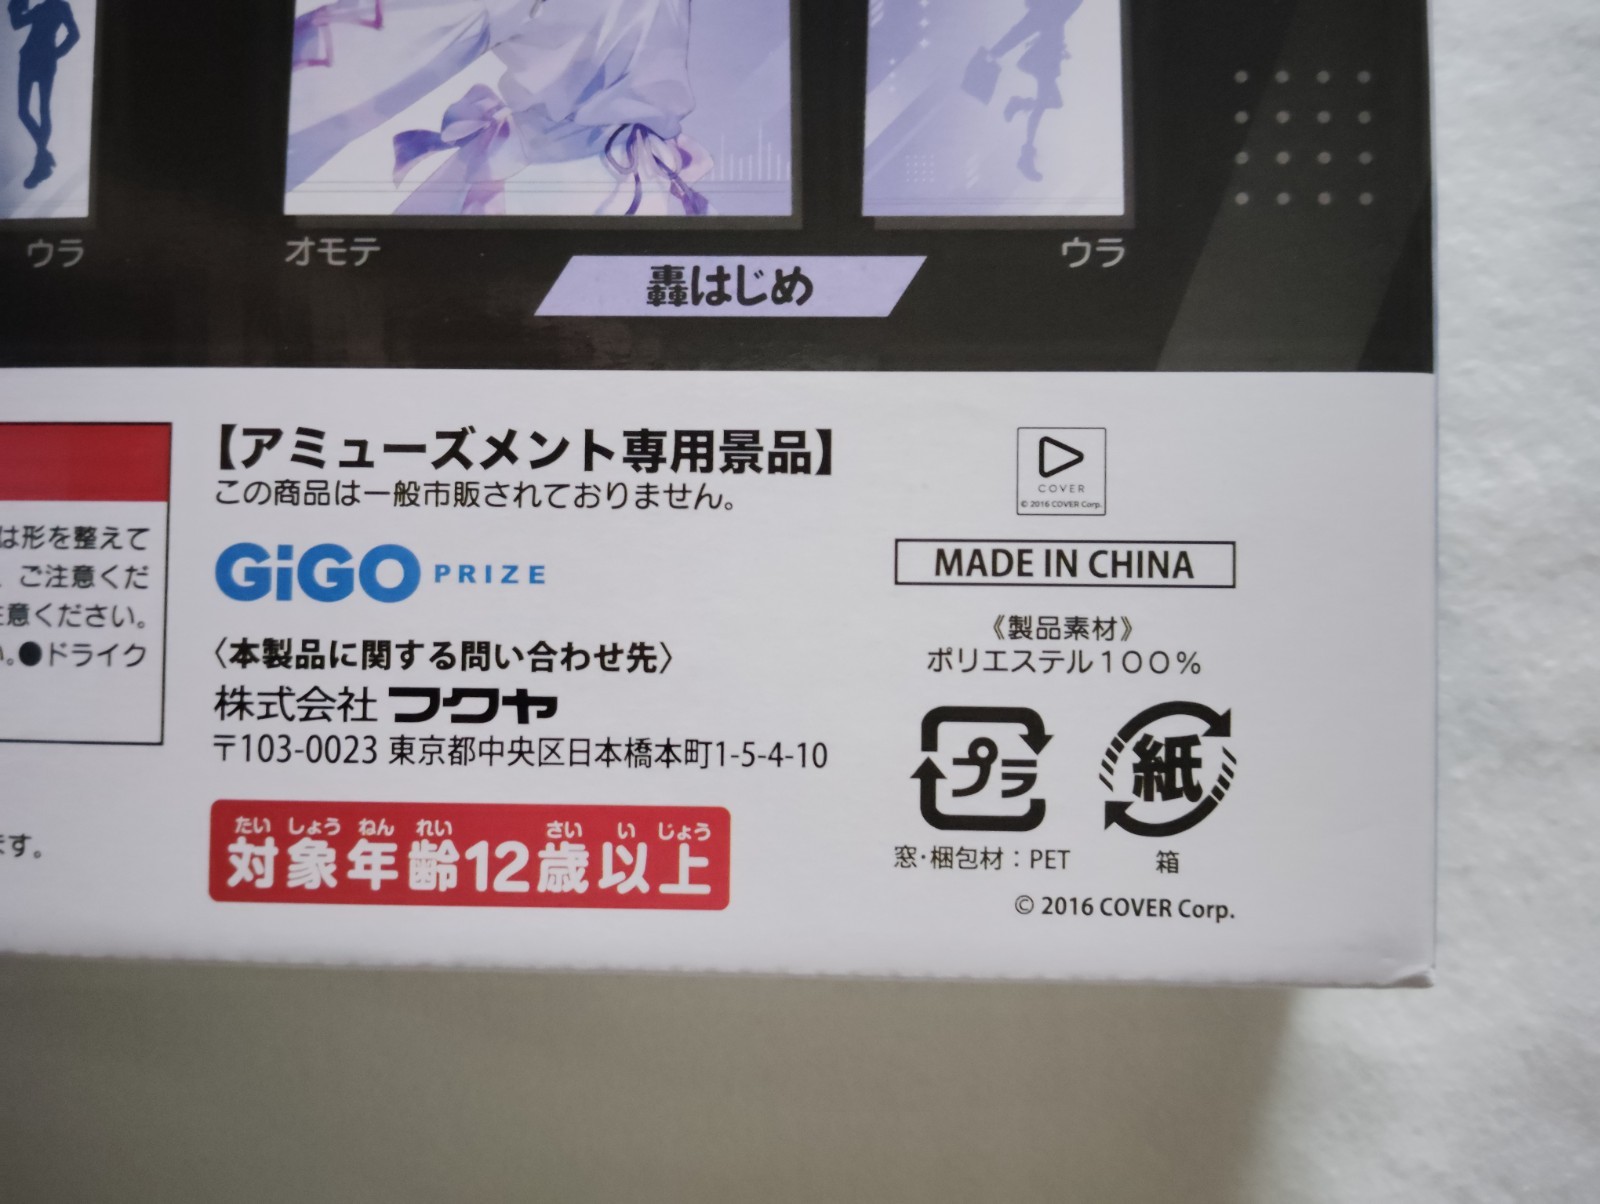 ウラ
オモテ
ウラ
轟はじめ
は形を整えて
、ご注意くだ
注意ください。
い。●ドライク
ます。
【アミューズメント専用景品】
この商品は一般市販されておりません。
GiGO PRIZE
〈本製品に関する問い合わせ先〉
株式会社 フクヤ
〒103-0023 東京都中央区日本橋本町1-5-4-10
たい しょう ねん れい さい い じょう
対象年齢12歳以上
COVER
© 2016 COVER Corp.
MADE IN CHINA
《製品素材》
ポリエステル100%
プラ
紙
窓・梱包材：PET
箱
© 2016 COVER Corp.